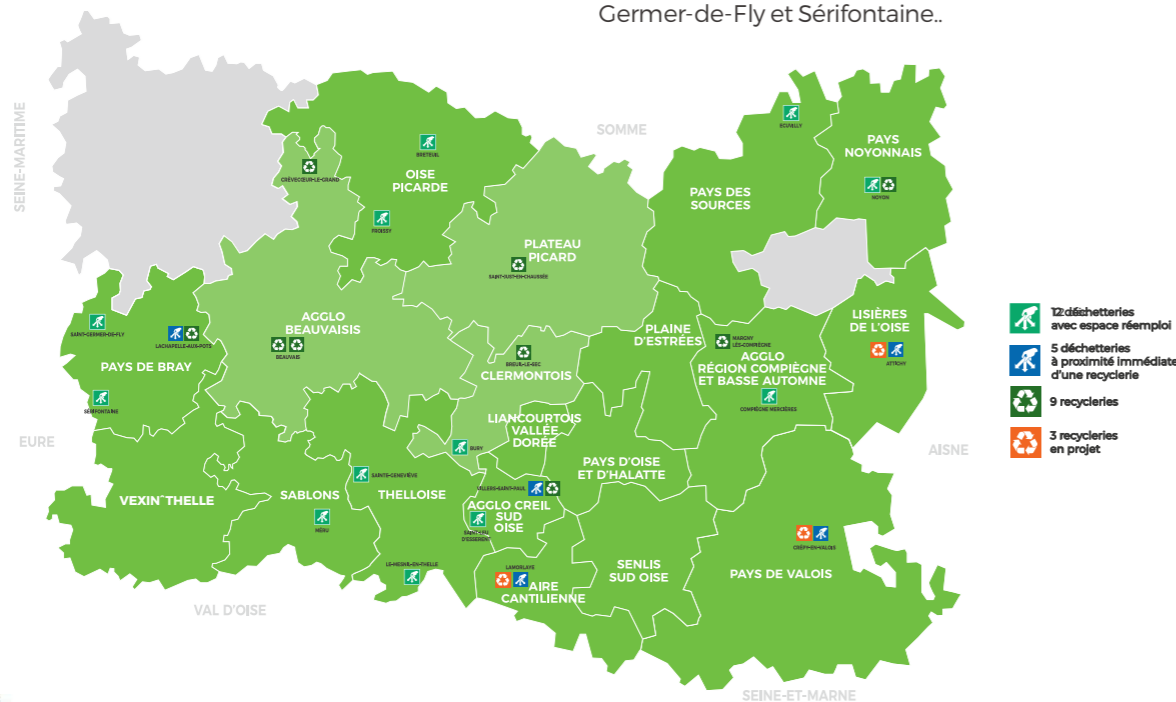 Germer-de-Fly et Sérifontaine..
SEINE-MARITIME
SOMME
ECUVILLY
BRETEUIL
PAYS
NOYONNAIS
CRÈVECŒUR-LE-GRAND
OISE
PICARDE
PAYS DES
SOURCES
NOYON
FROISSY
PLATEAU
PICARD
SAINT-JUST-EN-CHAUSSÉE
AGGLO
BEAUVAISIS
LISIÈRES
DE L'OISE
SAINT-GERMER-DE-FLY
LACHAPELLE-AUX-POTS
PLAINE
D'ESTRÉES
MARGNY
LÈS-COMPIÈGNE
BEAUVAIS
PAYS DE BRAY
BREUIL-LE-SEC
CLERMONTOIS
AGGLO
RÉGION COMPIÈGNE
ET BASSE AUTOMNE
ATTICHY
SÉRIFONTAINE
COMPIÈGNE MERCIÈRES
LIANCOURTOIS
VALLÉE
DORÉE
EURE
BURY
AISNE
PAYS D'OISE
ET D'HALATTE
SAINTE-GENEVIÈVE
VEXIN THELLE
SABLONS
THELLOISE
VILLERS-SAINT-PAUL
AGGLO CREIL
SUD
OISE
MÉRU
SAINT-LEU
D'ESSERENT
CRÉPY-EN-VALOIS
LE-MESNIL-EN-THELLE
LAMORLAYE
AIRE
CANTILIENNE
SENLIS
SUD OISE
PAYS DE VALOIS
VAL D'OISE
SEINE-ET-MARNE
12 déchetteries
avec espace réemploi
5 déchetteries
à proximité immédiate
d'une recyclerie
9 recycleries
3 recycleries
en projet